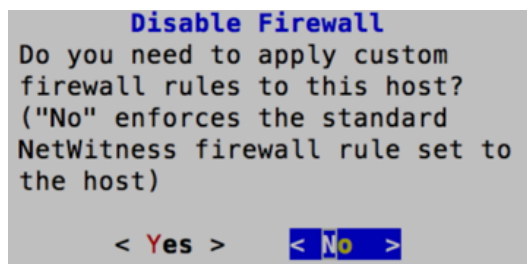 Disable Firewall
Do you need to apply custom
firewall rules to this host?
("No" enforces the standard
NetWitness firewall rule set to
the host)
< Yes > < No >